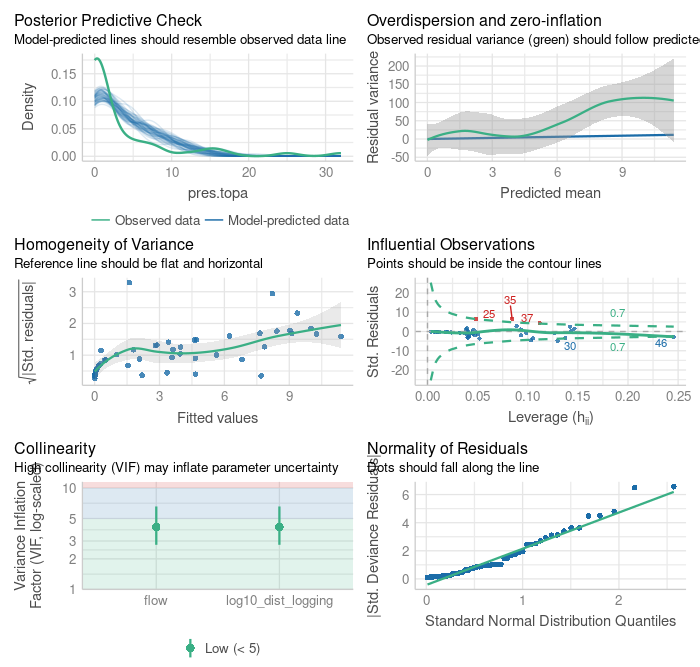 Posterior Predictive Check
Model-predicted lines should resemble observed data line
Density
0.15
0.10
0.05
0.00
0
10
20
30
pres.topa
Observed data
Model-predicted data
Overdispersion and zero-inflation
Observed residual variance (green) should follow predicte
Residual variance
200
150
100
50
0
-50
0
3
6
9
Predicted mean
Homogeneity of Variance
Reference line should be flat and horizontal
√|Std. residuals|
3
2
1
0
3
6
9
Fitted values
Influential Observations
Points should be inside the contour lines
Std. Residuals
20
10
0
-10
-20
25
35
37
30
46
0.7
0.7
0.00
0.05
0.10
0.15
0.20
0.25
Leverage (hii)
Collinearity
High collinearity (VIF) may inflate parameter uncertainty
Variance Inflation
Factor (VIF, log-scaled)
10
5
3
2
1
flow
log10_dist_logging
Low (< 5)
Normality of Residuals
Dots should fall along the line
|Std. Deviance Residuals|
6
4
2
0
0
1
2
Standard Normal Distribution Quantiles